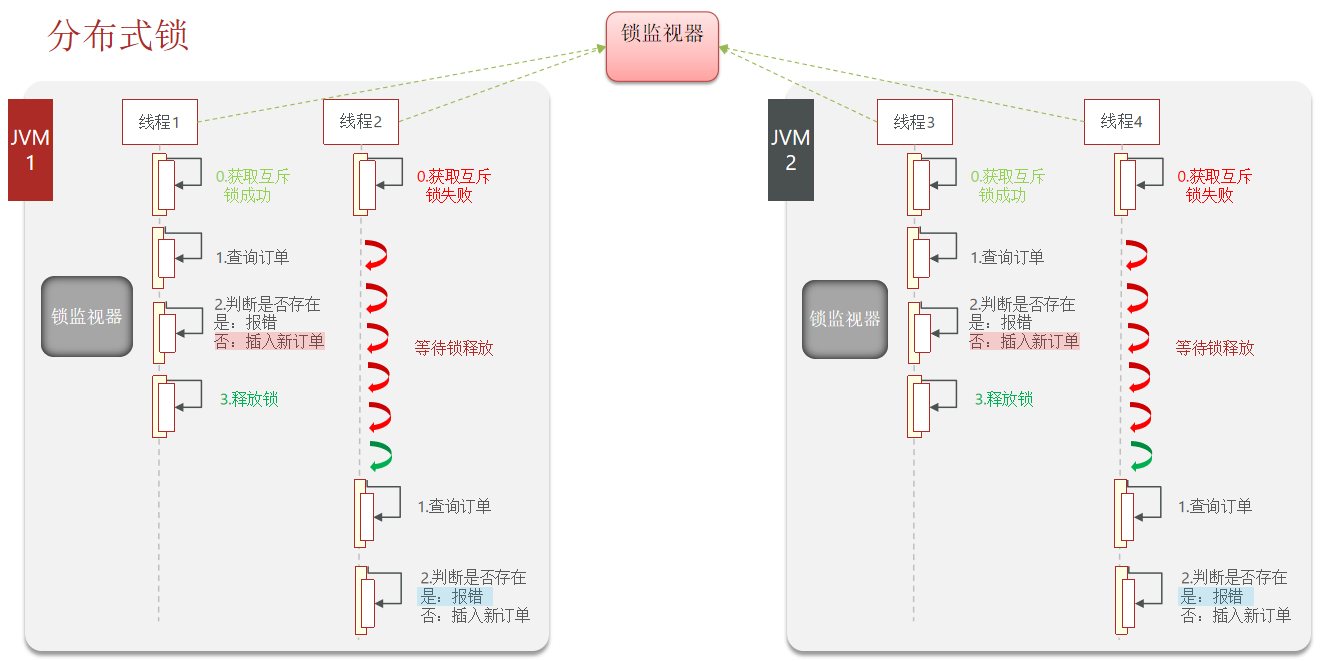 分布式锁
锁监视器
JVM
1
线程1
0.获取互斥
锁成功
1.查询订单
锁监视器
2.判断是否存在
是：报错
否：插入新订单
3.释放锁
线程2
0.获取互斥
锁失败
等待锁释放
1.查询订单
2.判断是否存在
是：报错
否：插入新订单
JVM
2
线程3
0.获取互斥
锁成功
1.查询订单
锁监视器
2.判断是否存在
是：报错
否：插入新订单
3.释放锁
线程4
0.获取互斥
锁失败
等待锁释放
1.查询订单
2.判断是否存在
是：报错
否：插入新订单